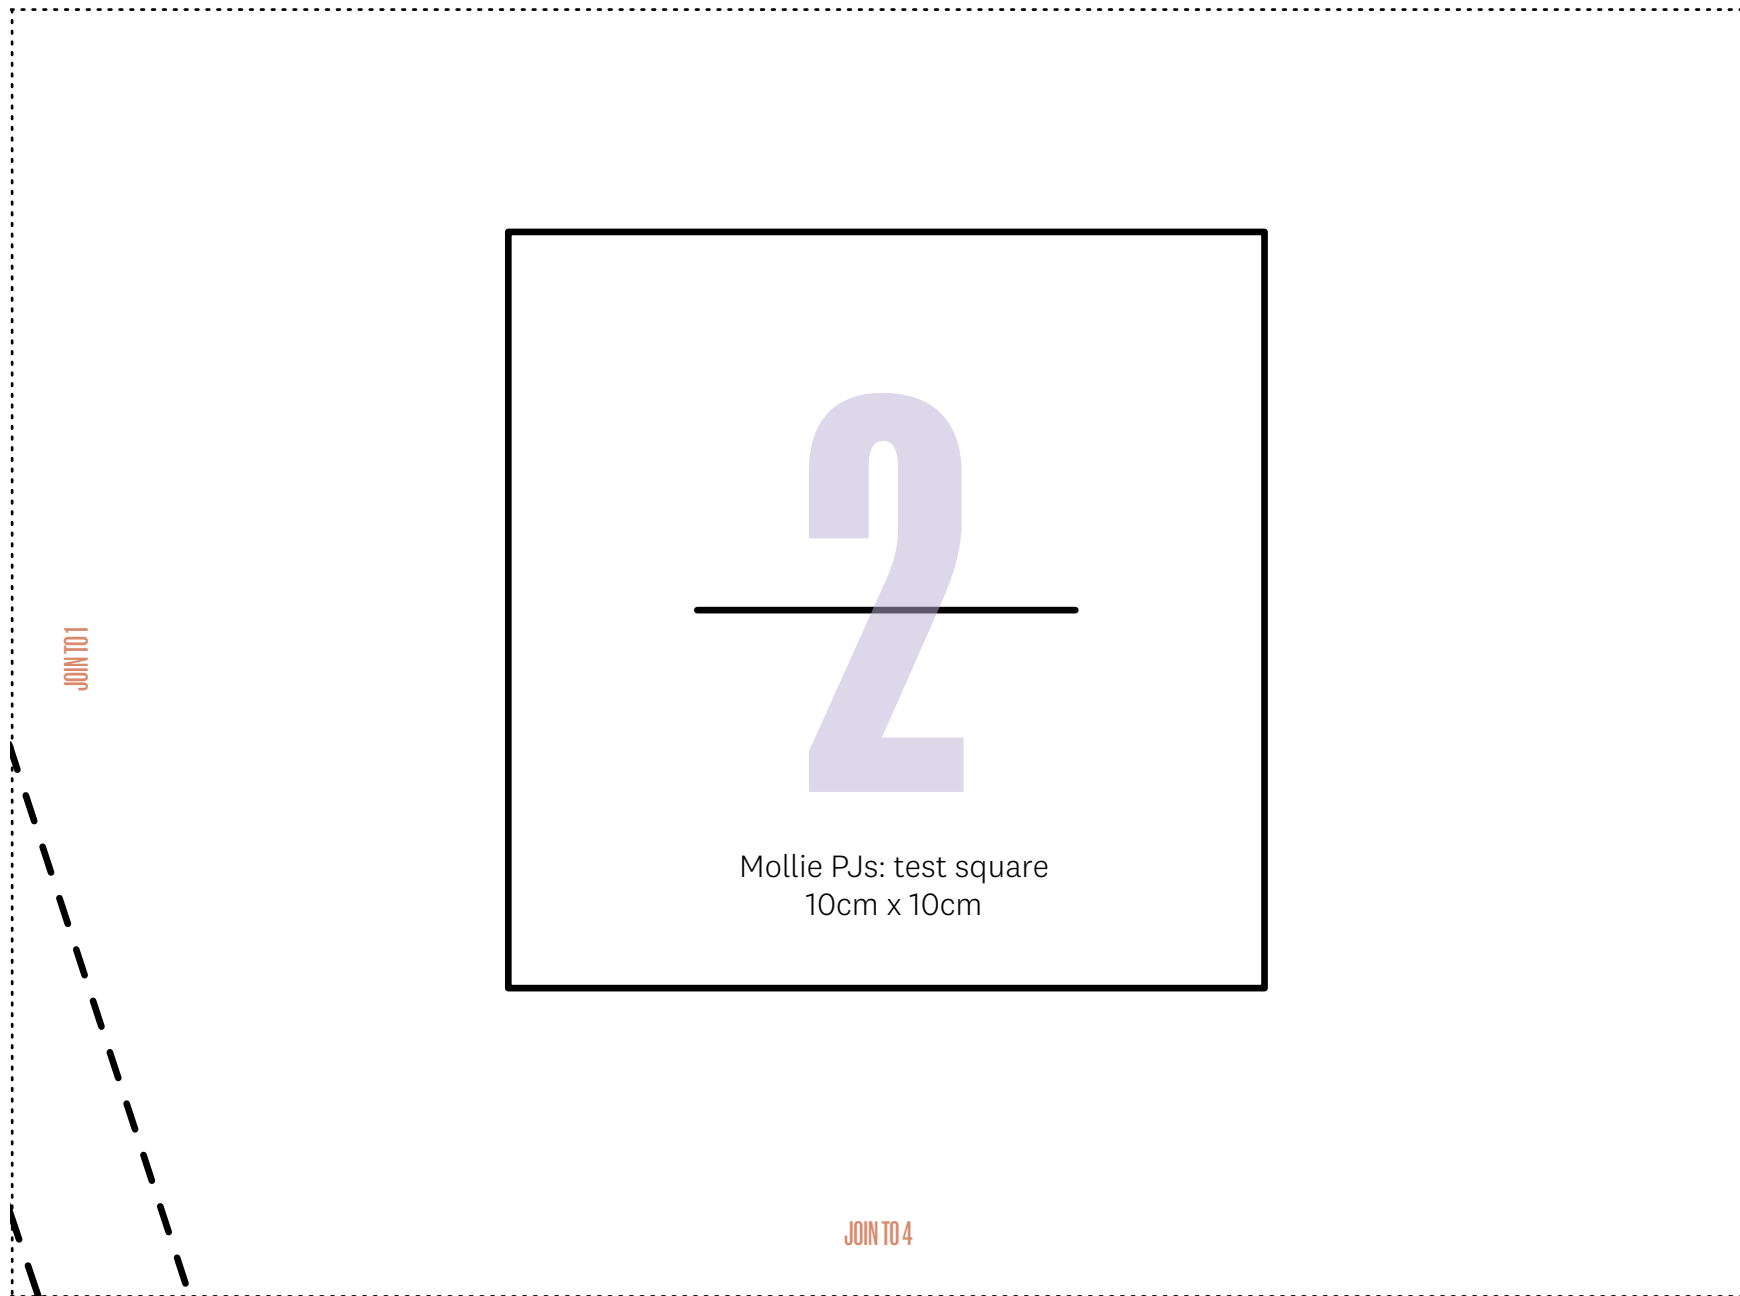 2
JOIN TO 1
Mollie PJs: test square
10cm x 10cm
JOIN TO 4